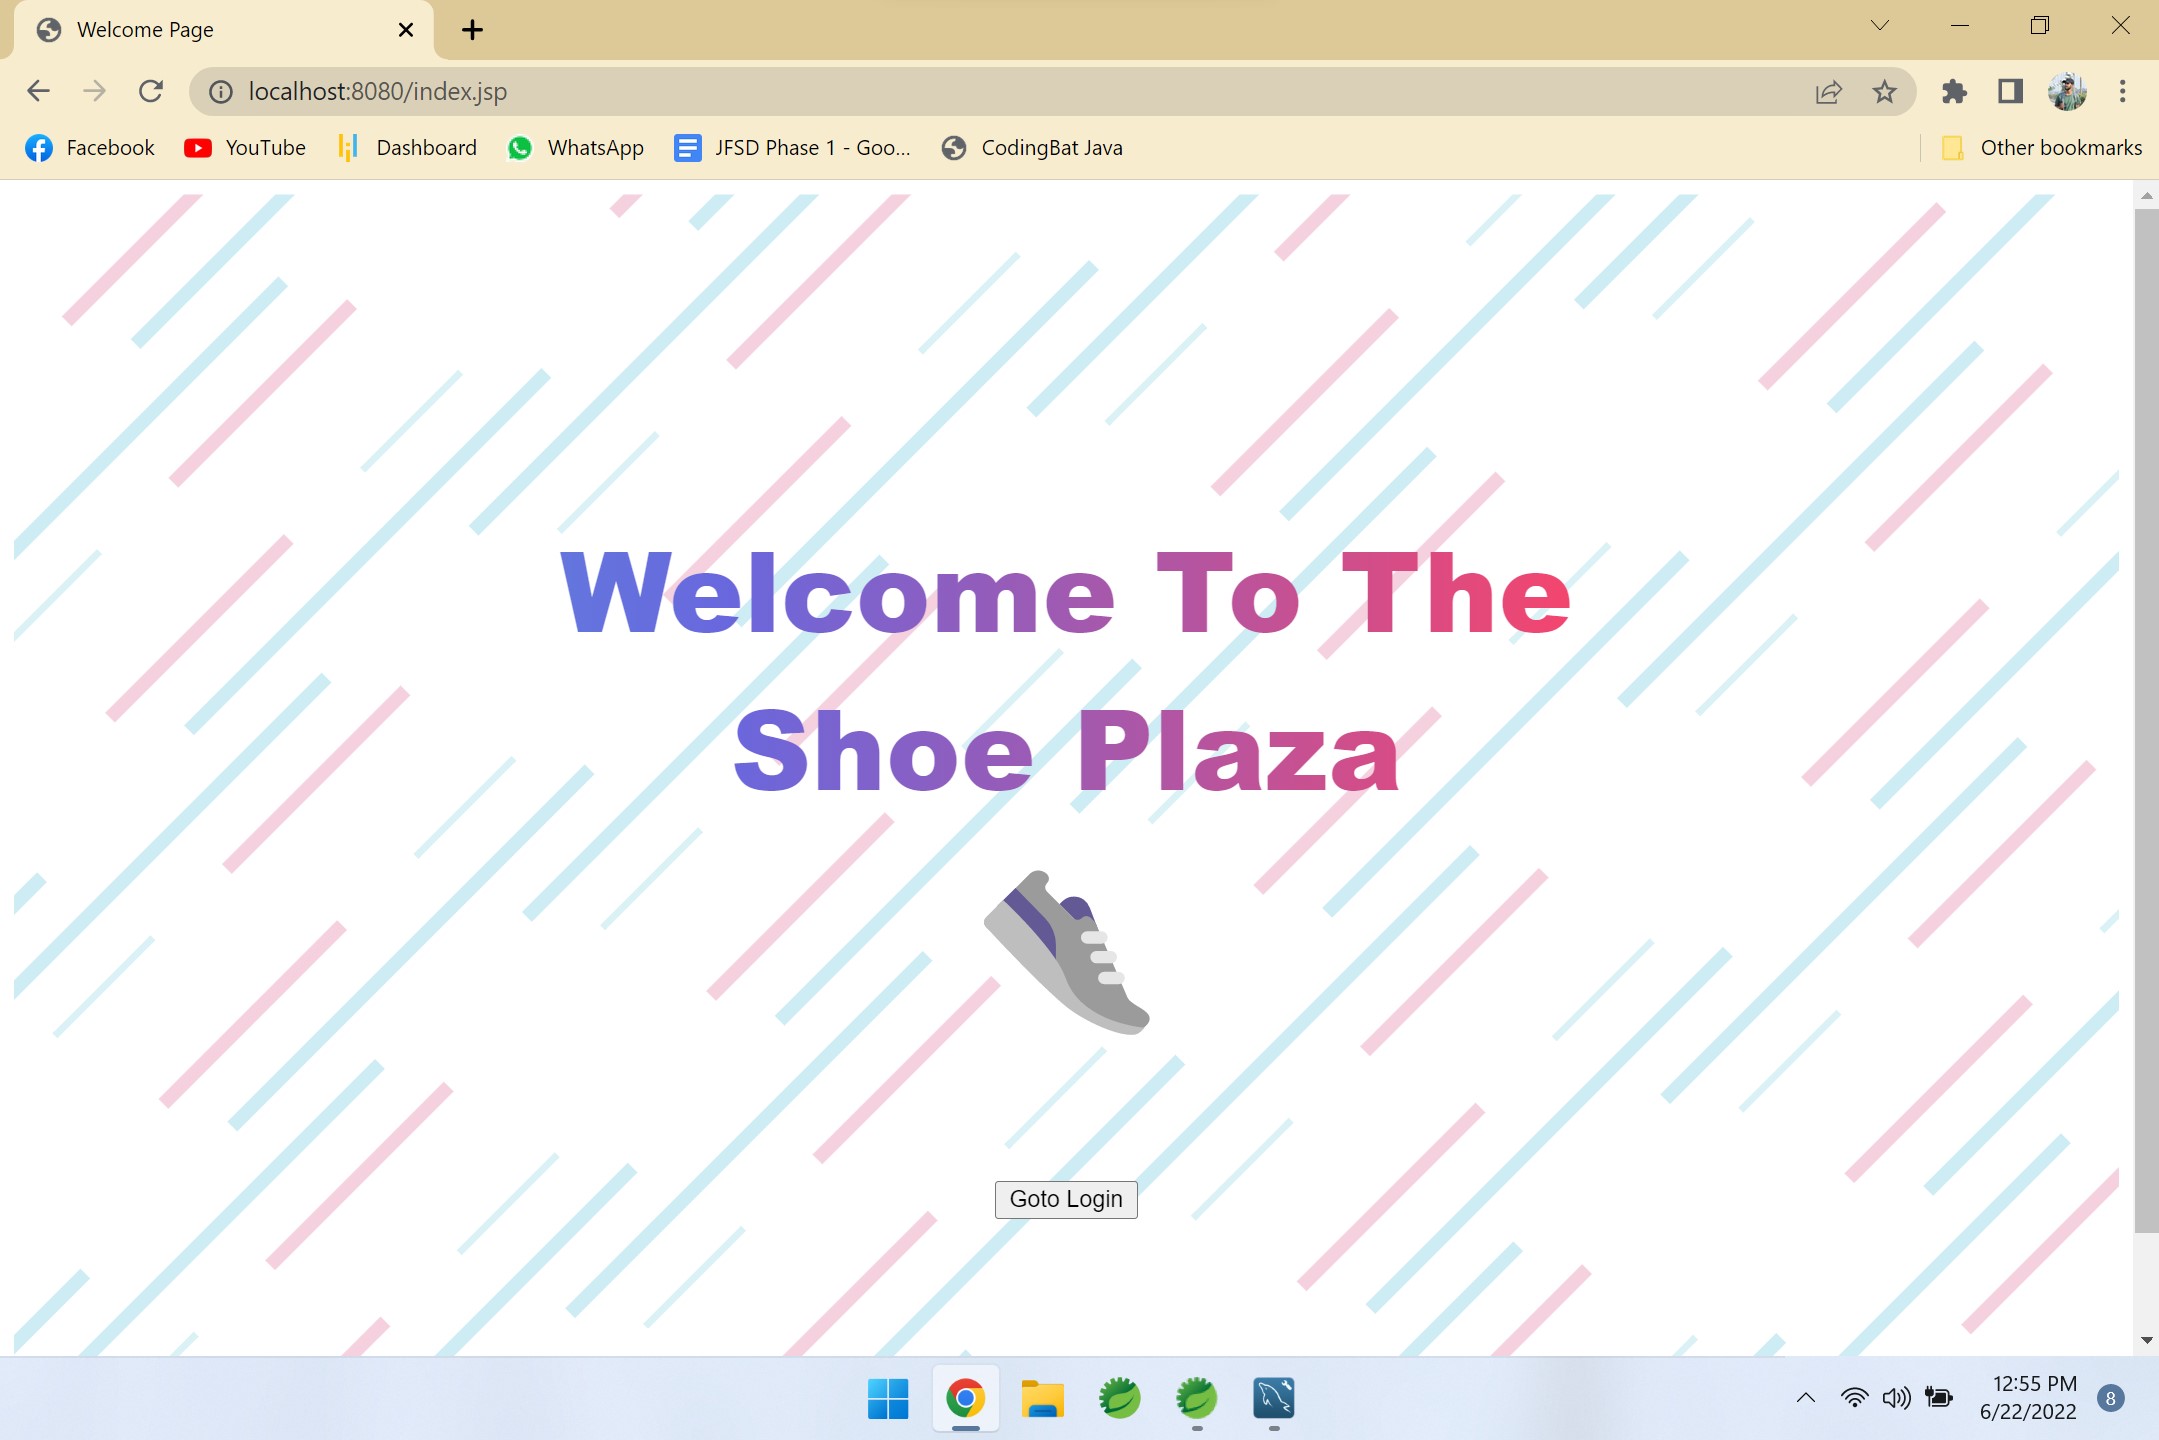 Welcome Page
localhost:8080/index.jsp
Facebook YouTube Dashboard WhatsApp JFSD Phase 1 - Goo... CodingBat Java Other bookmarks
Welcome To The
Shoe Plaza
Goto Login
12:55 PM
6/22/2022
8